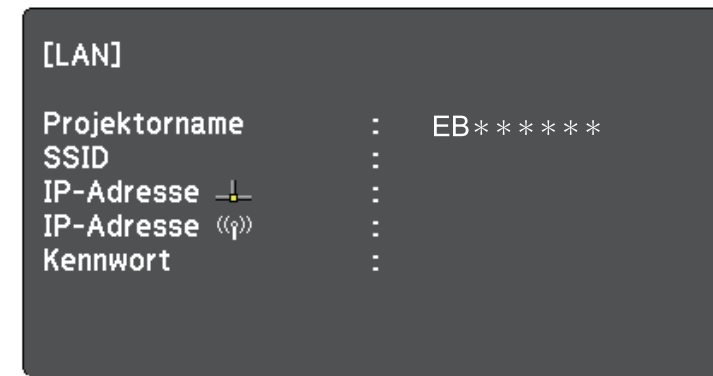 [LAN]
Projektorname : EB******
SSID :
IP-Adresse :
IP-Adresse :
Kennwort :